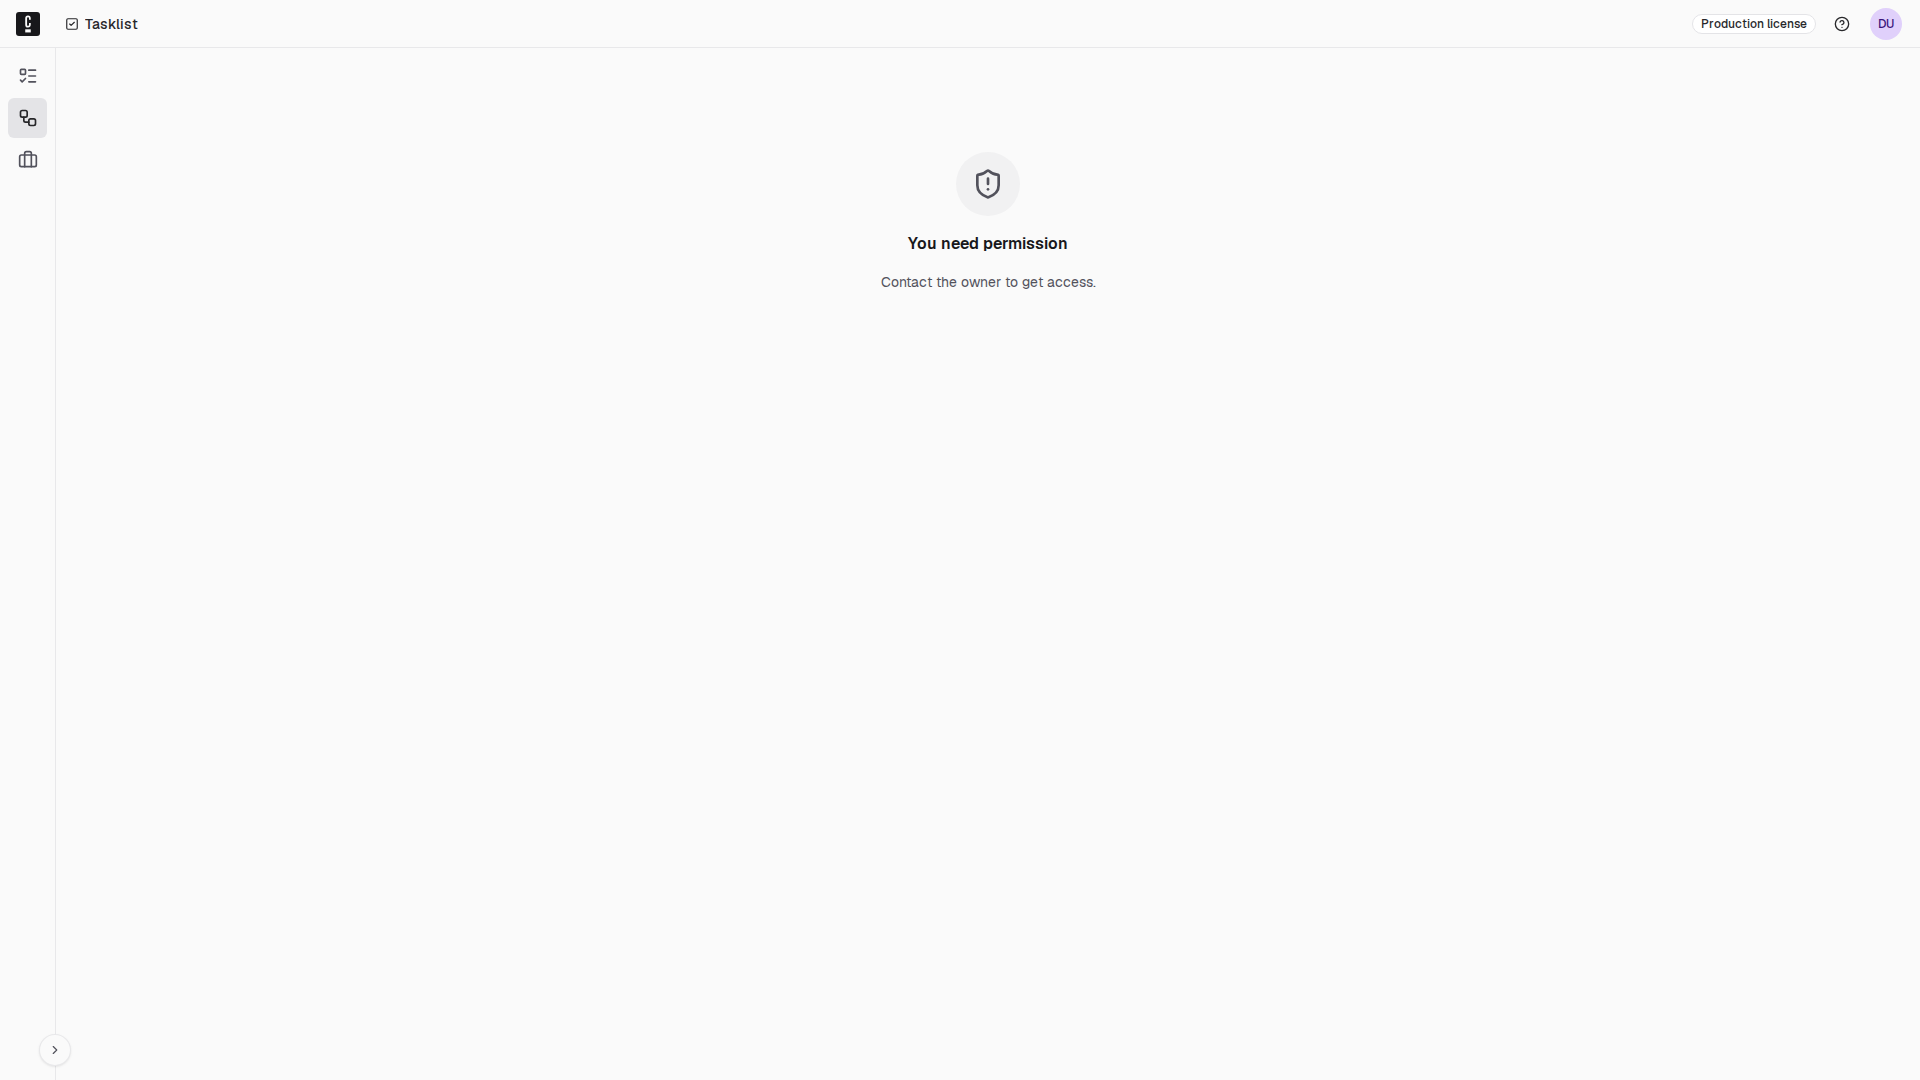 Tasklist
Production license
DU
You need permission
Contact the owner to get access.